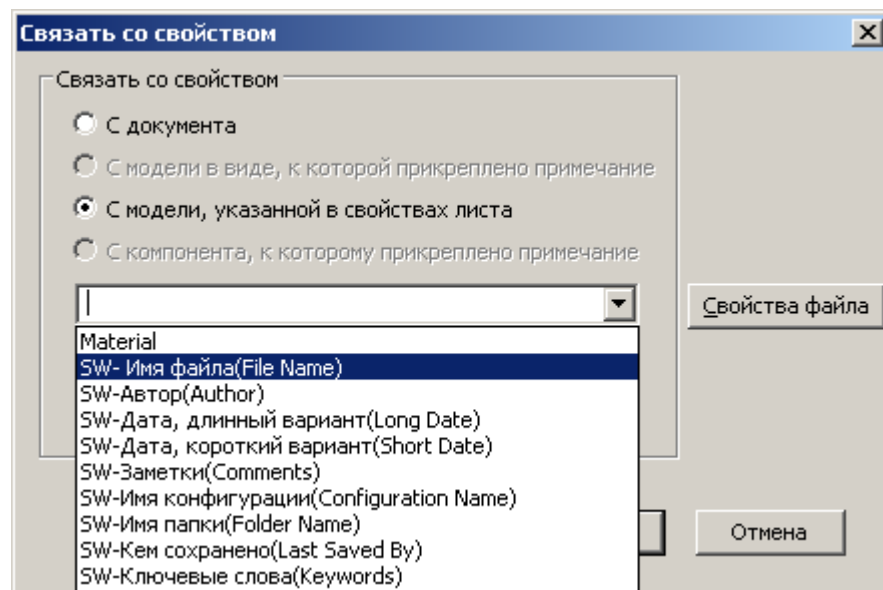 Связать со свойством
Связать со свойством
С документа
С модели в виде, к которой прикреплено примечание
С модели, указанной в свойствах листа
С компонента, к которому прикреплено примечание
Свойства файла
Material
SW- Имя файла(File Name)
SW-Автор(Author)
SW-Дата, длинный вариант(Long Date)
SW-Дата, короткий вариант(Short Date)
SW-Заметки(Comments)
SW-Имя конфигурации(Configuration Name)
SW-Имя папки(Folder Name)
SW-Кем сохранено(Last Saved By)
SW-Ключевые слова(Keywords)
Отмена